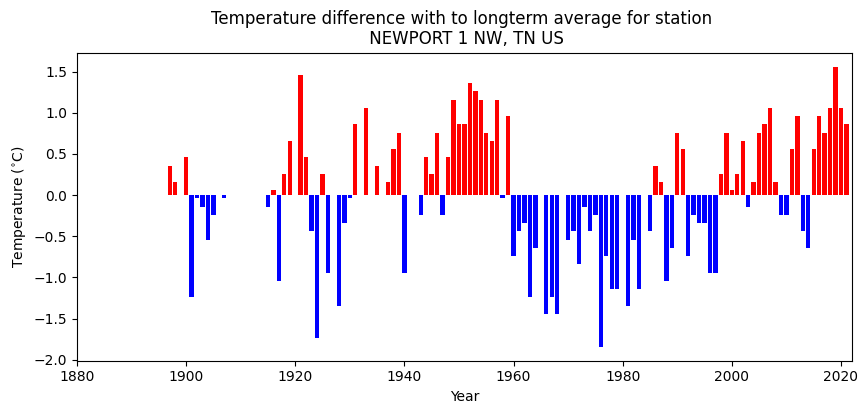 Temperature difference with to longterm average for station
NEWPORT 1 NW, TN US
1.5
1.0
0.5
0.0
−0.5
−1.0
−1.5
−2.0
Temperature (°C)
1880 1900 1920 1940 1960 1980 2000 2020
Year